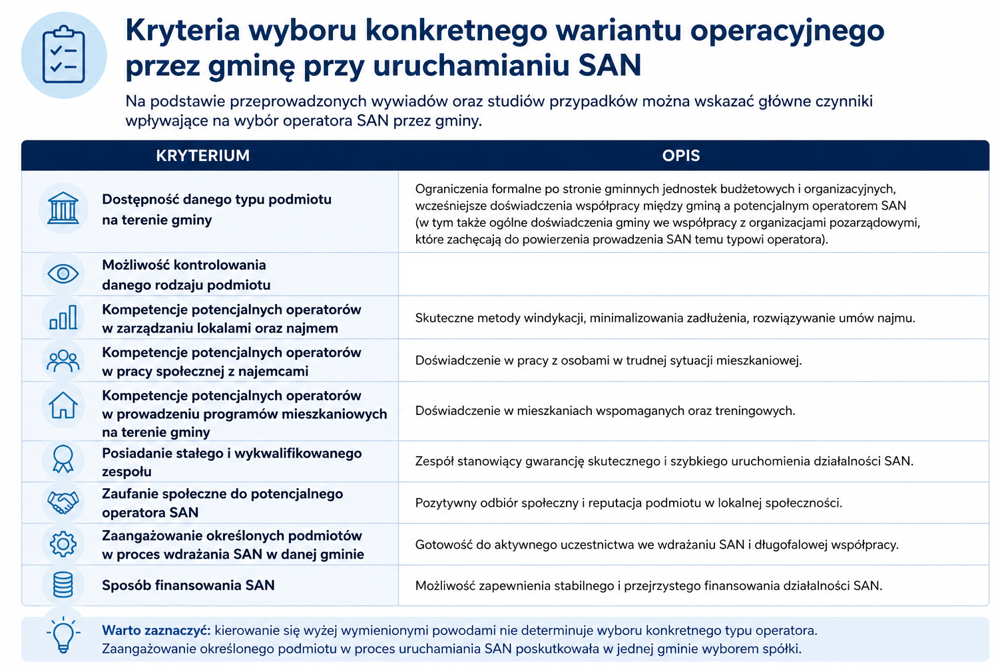 Kryteria wyboru konkretnego wariantu operacyjnego
przez gminę przy uruchamianiu SAN
Na podstawie przeprowadzonych wywiadów oraz studiów przypadków można wskazać główne czynniki
wpływające na wybór operatora SAN przez gminy.
KRYTERIUM
OPIS
Dostępność danego typu podmiotu
na terenie gminy
Ograniczenia formalne po stronie gminnych jednostek budżetowych i organizacyjnych,
wcześniejsze doświadczenia współpracy między gminą a potencjalnym operatorem SAN
(w tym także ogólne doświadczenia gminy we współpracy z organizacjami pozarządowymi,
które zachęcają do powierzenia prowadzenia SAN temu typowi operatora).
Możliwość kontrolowania
danego rodzaju podmiotu
Kompetencje potencjalnych operatorów
w zarządzaniu lokalami oraz najmem
Skuteczne metody windykacji, minimalizowania zadłużenia, rozwiązywanie umów najmu.
Kompetencje potencjalnych operatorów
w pracy społecznej z najemcami
Doświadczenie w pracy z osobami w trudnej sytuacji mieszkaniowej.
Kompetencje potencjalnych operatorów
w prowadzeniu programów mieszkaniowych
na terenie gminy
Doświadczenie w mieszkaniach wspomaganych oraz treningowych.
Posiadanie stałego i wykwalifikowanego
zespołu
Zespół stanowiący gwarancję skutecznego i szybkiego uruchomienia działalności SAN.
Zaufanie społeczne do potencjalnego
operatora SAN
Pozytywny odbiór społeczny i reputacja podmiotu w lokalnej społeczności.
Zaangażowanie określonych podmiotów
w proces wdrażania SAN w danej gminie
Gotowość do aktywnego uczestnictwa we wdrażaniu SAN i długofalowej współpracy.
Sposób finansowania SAN
Możliwość zapewnienia stabilnego i przejrzystego finansowania działalności SAN.
Warto zaznaczyć: kierowanie się wyżej wymienionymi powodami nie determinuje wyboru konkretnego typu operatora.
Zaangażowanie określonego podmiotu w proces uruchamiania SAN poskutkowała w jednej gminie wyborem spółki.